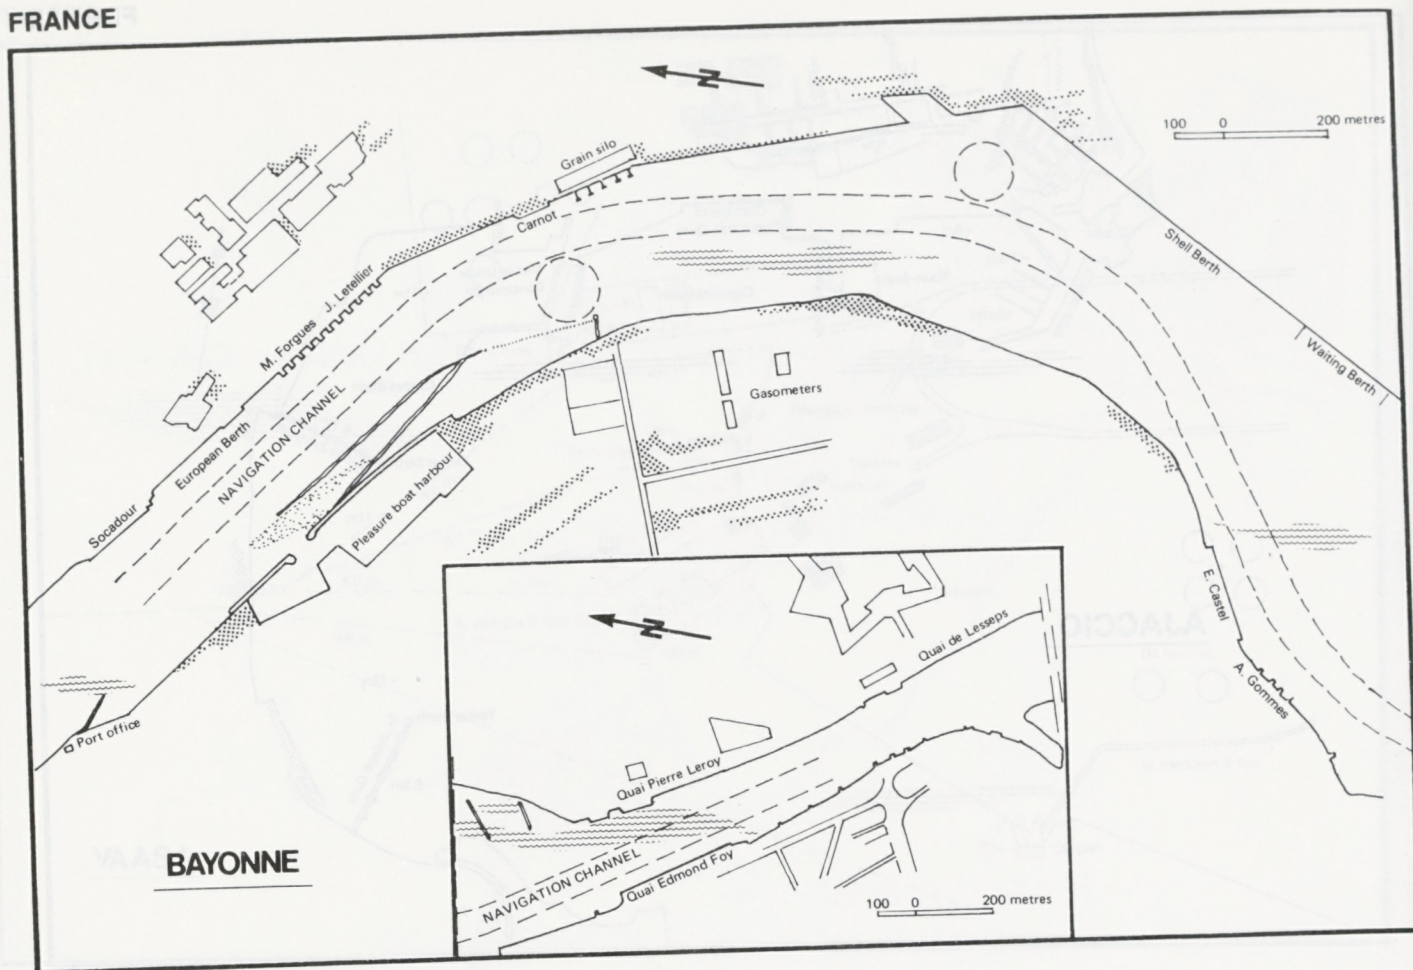 FRANCE
N
100 0 200 metres
Grain silo
Carnot
Shell Berth
M. Forgues J. Letellier
Waiting Berth
Gasometers
European Berth
NAVIGATION CHANNEL
Socadour
Pleasure boat harbour
E. Castel
A. Gommes
Port office
BAYONNE
N
Quai de Lesseps
Quai Pierre Leroy
NAVIGATION CHANNEL
Quai Edmond Foy
100 0 200 metres